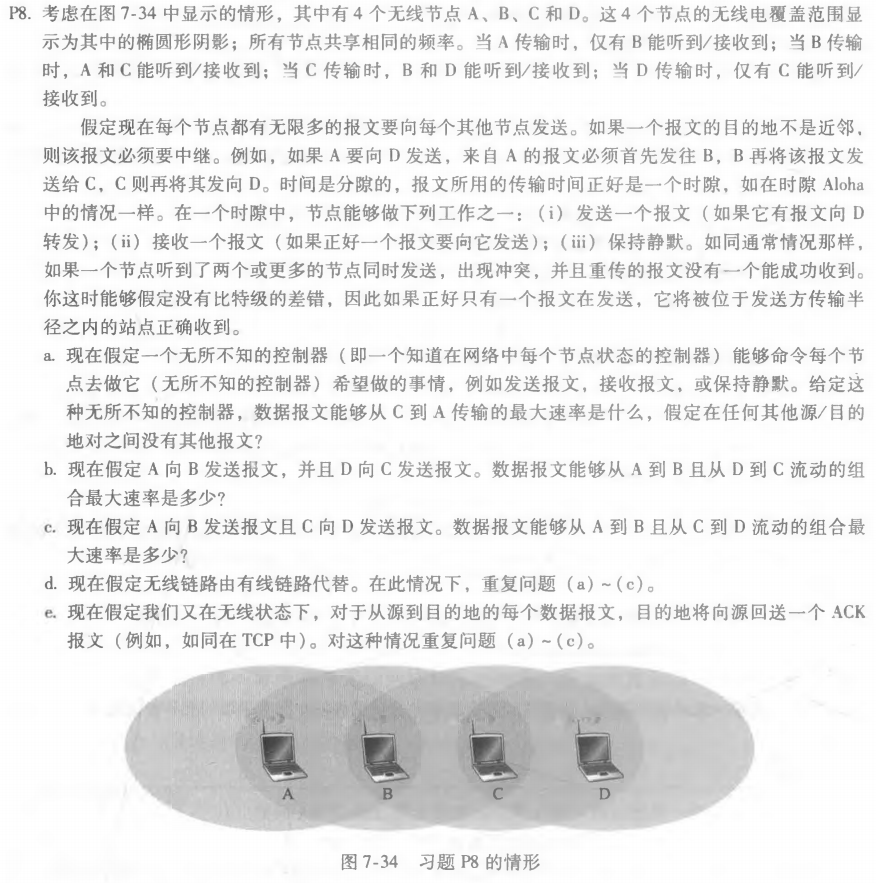 P8. 考虑在图 7-34 中显示的情形，其中有 4 个无线节点 A、B、C 和 D。这 4 个节点的无线电覆盖范围显
示为其中的椭圆形阴影；所有节点共享相同的频率。当 A 传输时，仅有 B 能听到/接收到；当 B 传输
时，A 和 C 能听到/接收到；当 C 传输时，B 和 D 能听到/接收到；当 D 传输时，仅有 C 能听到/
接收到。
假定现在每个节点都有无限多的报文要向每个其他节点发送。如果一个报文的目的地不是近邻，
则该报文必须要中继。例如，如果 A 要向 D 发送，来自 A 的报文必须首先发往 B，B 再将该报文发
送给 C，C 则再将其发向 D。时间是分隙的，报文所用的传输时间正好是一个时隙，如在时隙 Aloha
中的情况一样。在一个时隙中，节点能够做下列工作之一：（i）发送一个报文（如果它有报文向 D
转发）；（ii）接收一个报文（如果正好一个报文要向它发送）；（iii）保持静默。如同通常情况那样，
如果一个节点听到了两个或更多的节点同时发送，出现冲突，并且重传的报文没有一个能成功收到。
你这时能够假定没有比特级的差错，因此如果正好只有一个报文在发送，它将被位于发送方传输半
径之内的站点正确收到。
a. 现在假定一个无所不知的控制器（即一个知道在网络中每个节点状态的控制器）能够命令每个节
点去做它（无所不知的控制器）希望做的事情，例如发送报文，接收报文，或保持静默。给定这
种无所不知的控制器，数据报文能够从 C 到 A 传输的最大速率是什么，假定在任何其他源/目的
地对之间没有其他报文？
b. 现在假定 A 向 B 发送报文，并且 D 向 C 发送报文。数据报文能够从 A 到 B 且从 D 到 C 流动的组
合最大速率是多少？
c. 现在假定 A 向 B 发送报文且 C 向 D 发送报文。数据报文能够从 A 到 B 且从 C 到 D 流动的组合最
大速率是多少？
d. 现在假定无线链路由有线链路代替。在此情况下，重复问题（a）~（c）。
e. 现在假定我们又在无线状态下，对于从源到目的地的每个数据报文，目的地将向源回送一个 ACK
报文（例如，如同在 TCP 中）。对这种情况重复问题（a）~（c）。
A B C D
图 7-34 习题 P8 的情形